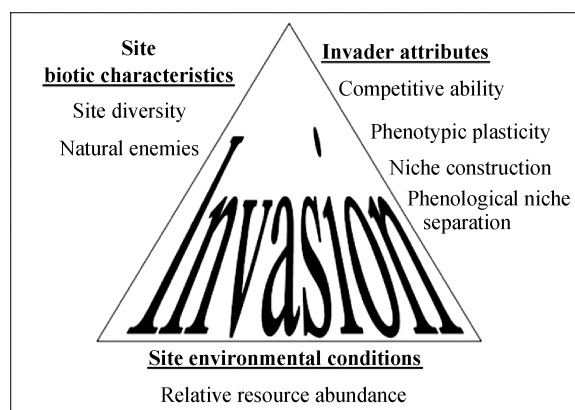 Site
biotic characteristics
Site diversity
Natural enemies
Invader attributes
Competitive ability
Phenotypic plasticity
Niche construction
Phenological niche
separation
Invasion
Site environmental conditions
Relative resource abundance